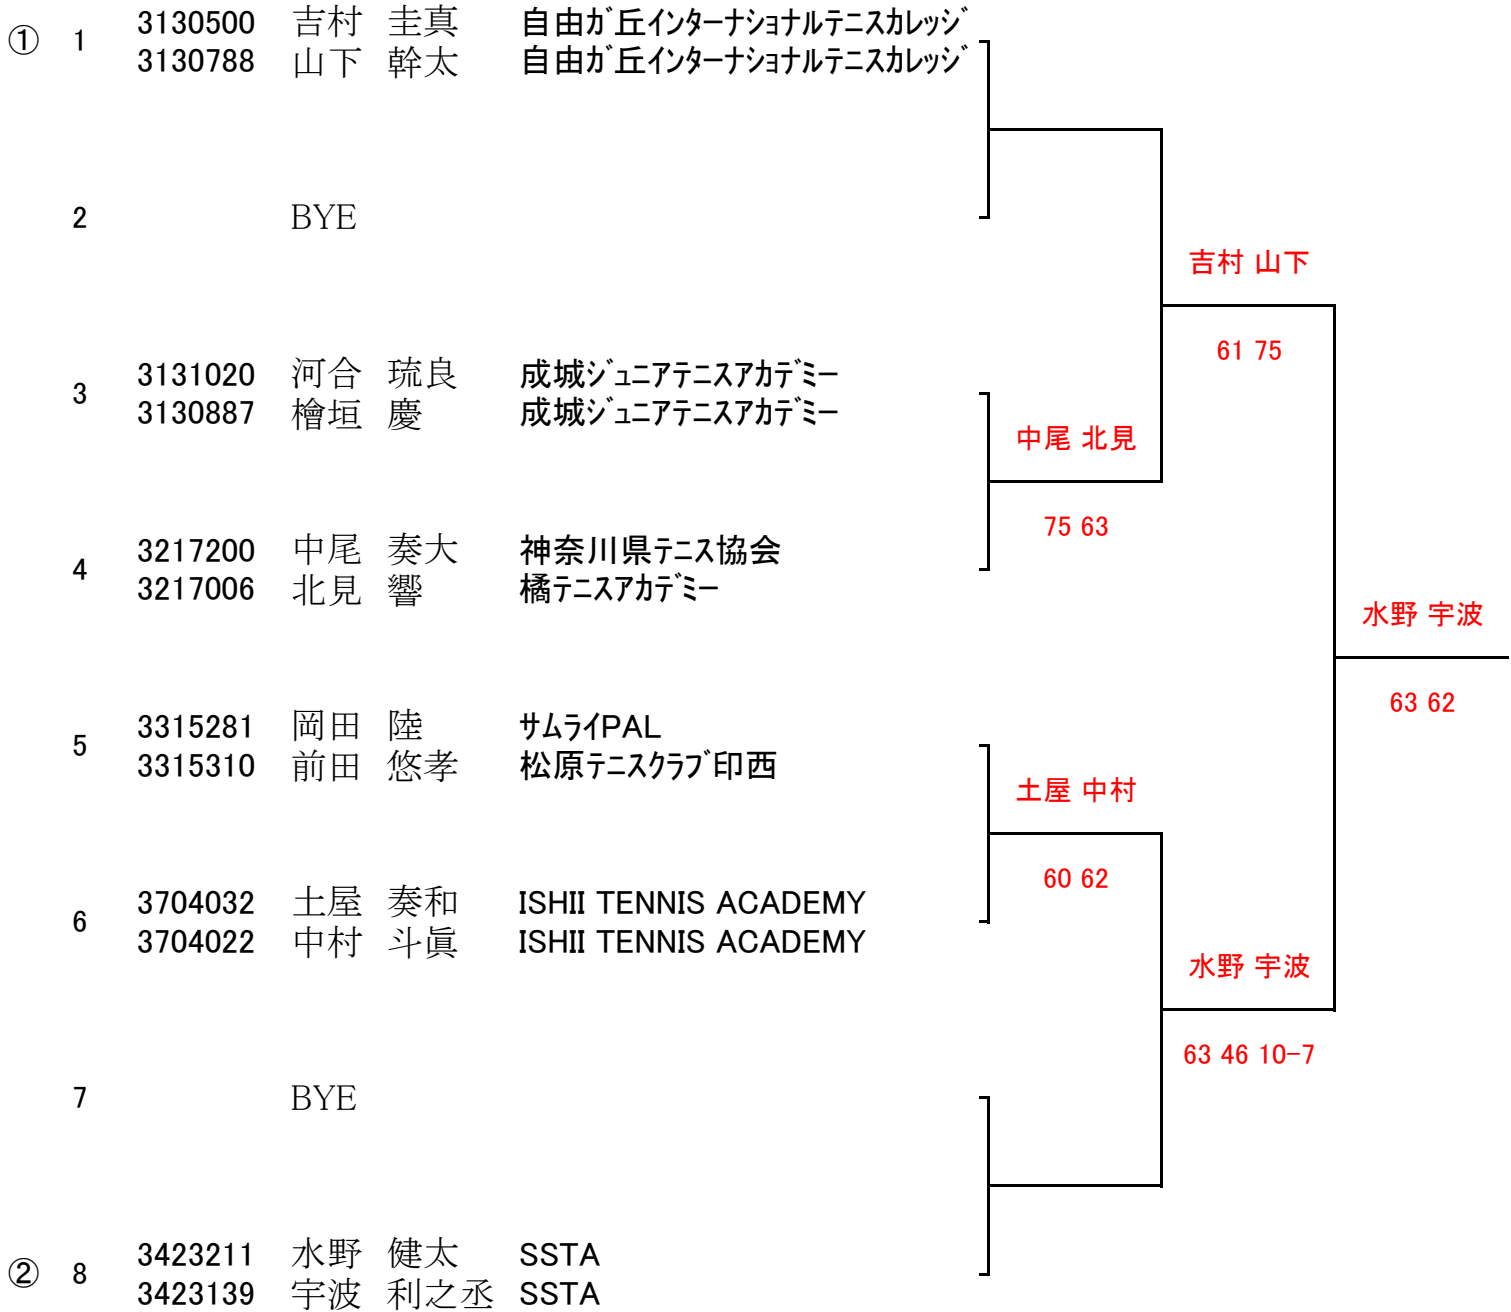 ① 1 3130500 吉村 圭真 自由ｶﾞ丘ｲﾝﾀｰﾅｼｮﾅﾙﾃﾆｽｶﾚｯｼﾞ
3130788 山下 幹太 自由ｶﾞ丘ｲﾝﾀｰﾅｼｮﾅﾙﾃﾆｽｶﾚｯｼﾞ
2 BYE
吉村 山下
61 75
3 3131020 河合 琉良 成城ｼﾞｭﾆｱﾃﾆｽｱｶﾃﾞﾐｰ
3130887 檜垣 慶 成城ｼﾞｭﾆｱﾃﾆｽｱｶﾃﾞﾐｰ
中尾 北見
75 63
4 3217200 中尾 奏大 神奈川県ﾃﾆｽ協会
3217006 北見 響 橘ﾃﾆｽｱｶﾃﾞﾐｰ
水野 宇波
63 62
5 3315281 岡田 陸 ｻﾑﾗｲPAL
3315310 前田 悠孝 松原ﾃﾆｽｸﾗﾌﾞ印西
土屋 中村
60 62
6 3704032 土屋 奏和 ISHII TENNIS ACADEMY
3704022 中村 斗眞 ISHII TENNIS ACADEMY
水野 宇波
63 46 10-7
7 BYE
② 8 3423211 水野 健太 SSTA
3423139 宇波 利之丞 SSTA